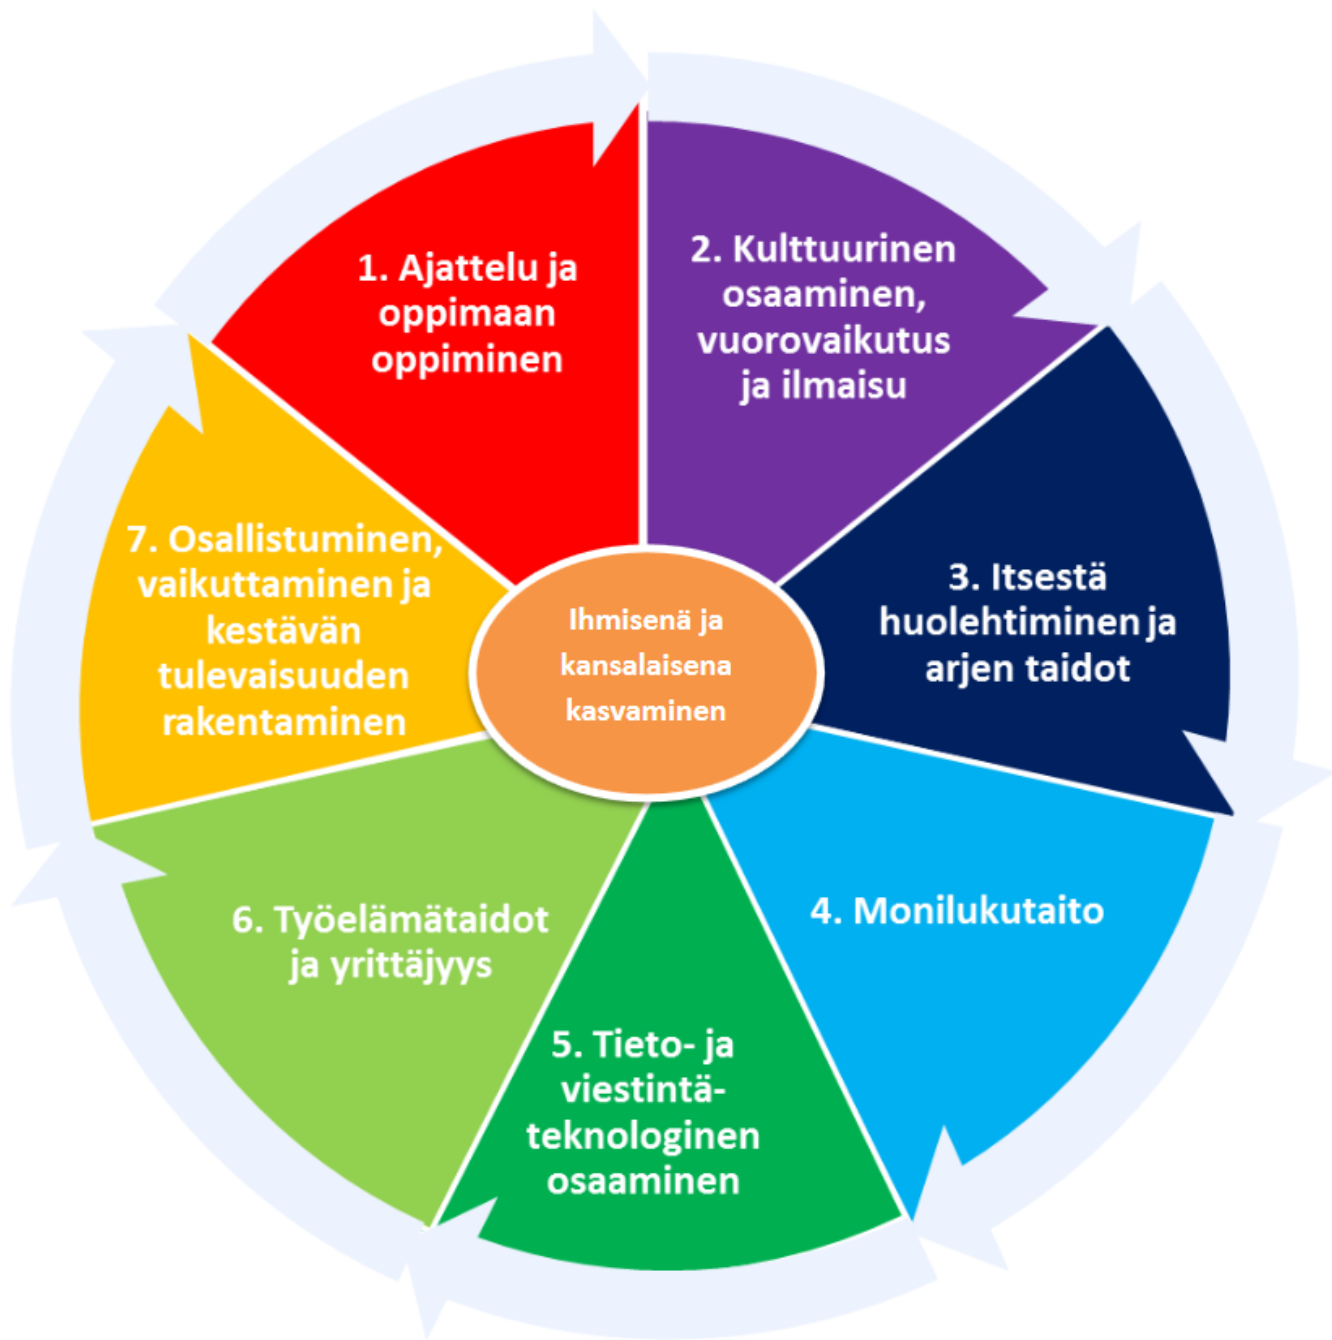 1. Ajattelu ja
oppimaan
oppiminen
2. Kulttuurinen
osaaminen,
vuorovaikutus
ja ilmaisu
3. Itsestä
huolehtiminen ja
arjen taidot
4. Monilukutaito
5. Tieto- ja
viestintä-
teknologinen
osaaminen
6. Työelämätaidot
ja yrittäjyys
7. Osallistuminen,
vaikuttaminen ja
kestävän
tulevaisuuden
rakentaminen
Ihmisenä ja
kansalaisena
kasvaminen